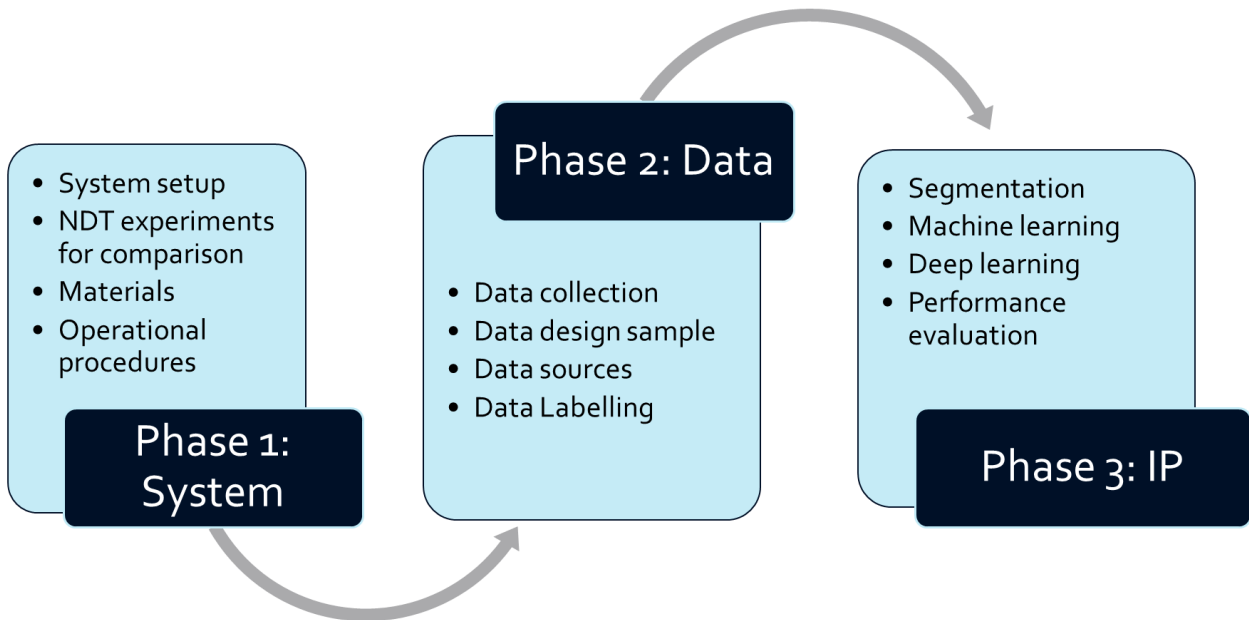 • System setup
• NDT experiments
for comparison
• Materials
• Operational
procedures
Phase 1:
System
Phase 2: Data
• Data collection
• Data design sample
• Data sources
• Data Labelling
• Segmentation
• Machine learning
• Deep learning
• Performance
evaluation
Phase 3: IP